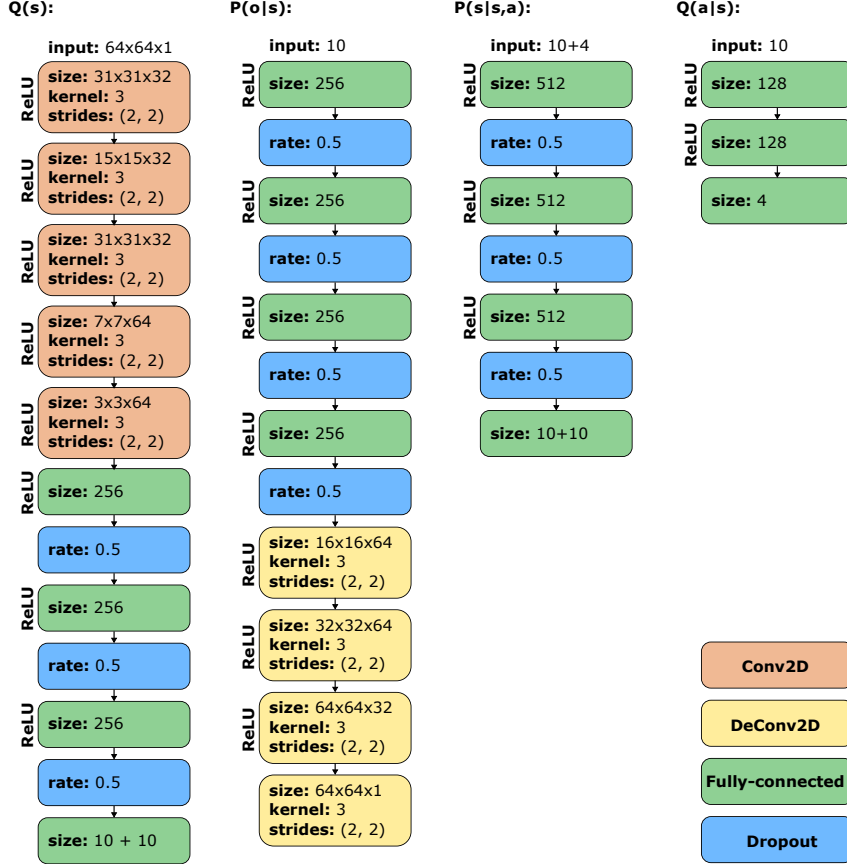 Q(s):
input: 64x64x1
ReLU
size: 31x31x32
kernel: 3
strides: (2, 2)
ReLU
size: 15x15x32
kernel: 3
strides: (2, 2)
ReLU
size: 31x31x32
kernel: 3
strides: (2, 2)
ReLU
size: 7x7x64
kernel: 3
strides: (2, 2)
ReLU
size: 3x3x64
kernel: 3
strides: (2, 2)
ReLU
size: 256
rate: 0.5
ReLU
size: 256
rate: 0.5
ReLU
size: 256
rate: 0.5
size: 10 + 10
P(o|s):
input: 10
ReLU
size: 256
rate: 0.5
ReLU
size: 256
rate: 0.5
ReLU
size: 256
rate: 0.5
ReLU
size: 256
rate: 0.5
ReLU
size: 16x16x64
kernel: 3
strides: (2, 2)
ReLU
size: 32x32x64
kernel: 3
strides: (2, 2)
ReLU
size: 64x64x32
kernel: 3
strides: (2, 2)
size: 64x64x1
kernel: 3
strides: (2, 2)
P(s|s,a)
input: 10+4
ReLU
size: 512
rate: 0.5
ReLU
size: 512
rate: 0.5
ReLU
size: 512
rate: 0.5
size: 10+10
Q(a|s):
input: 10
ReLU
size: 128
ReLU
size: 128
size: 4
Conv2D
DeConv2D
Fully-connected
Dropout